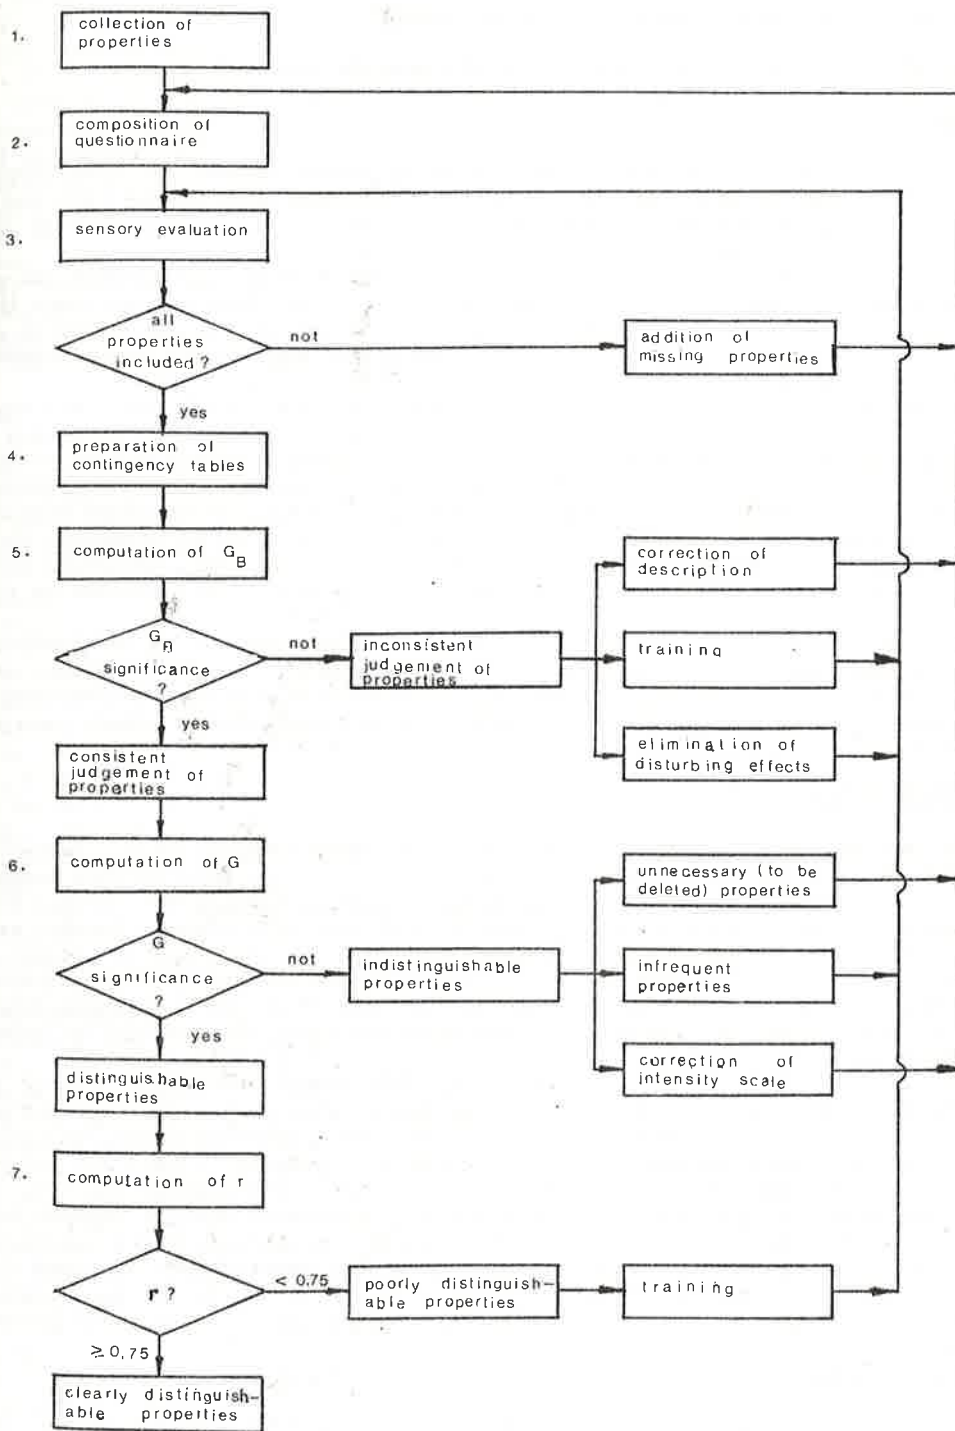 1.
collection of
properties
2.
composition of
questionnaire
3.
sensory evaluation
all
properties
included ?
not
addition of
missing properties
yes
4.
preparation of
contingency tables
5.
computation of GB
GB
significance
?
not
inconsistent
judgement of
properties
correction of
description
training
elimination of
disturbing effects
yes
consistent
judgement of
properties
6.
computation of G
G
significance
?
not
indistinguishable
properties
unnecessary (to be
deleted) properties
infrequent
properties
correction of
intensity scale
yes
distinguishable
properties
7.
computation of r
r ?
< 0,75
poorly distinguish-
able properties
training
≥ 0,75
clearly distinguish-
able properties